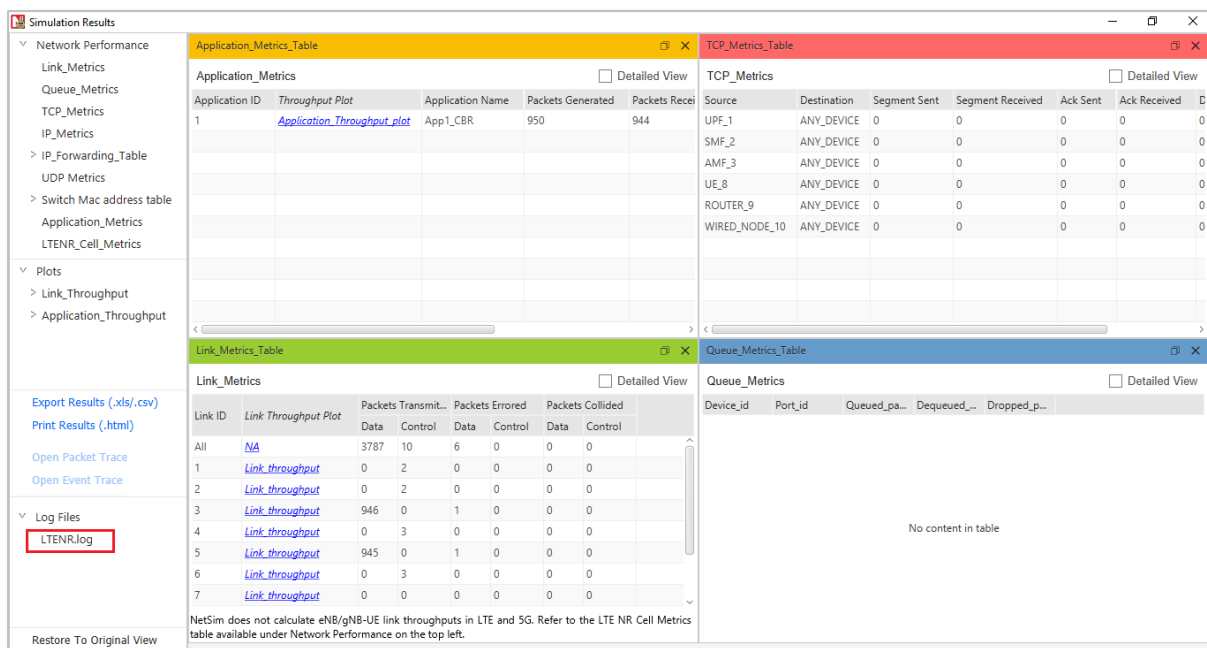 Simulation Results
Network Performance
Link_Metrics
Queue_Metrics
TCP_Metrics
IP_Metrics
IP_Forwarding_Table
UDP Metrics
Switch Mac address table
Application_Metrics
LTENR_Cell_Metrics
Plots
Link_Throughput
Application_Throughput
Export Results (.xls/.csv)
Print Results (.html)
Open Packet Trace
Open Event Trace
Log Files
LTENR.log
Restore To Original View
Application_Metrics_Table
Application_Metrics Detailed View
Application ID Throughput Plot Application Name Packets Generated Packets Recei
1 Application_Throughput_plot App1_CBR 950 944
TCP_Metrics_Table
TCP_Metrics Detailed View
Source Destination Segment Sent Segment Received Ack Sent Ack Received D
UPF_1 ANY_DEVICE 0 0 0 0 0
SMF_2 ANY_DEVICE 0 0 0 0 0
AMF_3 ANY_DEVICE 0 0 0 0 0
UE_8 ANY_DEVICE 0 0 0 0 0
ROUTER_9 ANY_DEVICE 0 0 0 0 0
WIRED_NODE_10 ANY_DEVICE 0 0 0 0 0
Link_Metrics_Table
Link_Metrics Detailed View
Link ID Link Throughput Plot Packets Transmit... Packets Errored Packets Collided
Data Control Data Control Data Control
All NA 3787 10 6 0 0 0
1 Link_throughput 0 2 0 0 0 0
2 Link_throughput 0 2 0 0 0 0
3 Link_throughput 946 0 1 0 0 0
4 Link_throughput 0 3 0 0 0 0
5 Link_throughput 945 0 1 0 0 0
6 Link_throughput 0 3 0 0 0 0
7 Link_throughput 0 0 0 0 0 0
NetSim does not calculate eNB/gNB-UE link throughputs in LTE and 5G. Refer to the LTE NR Cell Metrics
table available under Network Performance on the top left.
Queue_Metrics_Table
Queue_Metrics Detailed View
Device_id Port_id Queued_pa... Dequeued_... Dropped_p...
No content in table